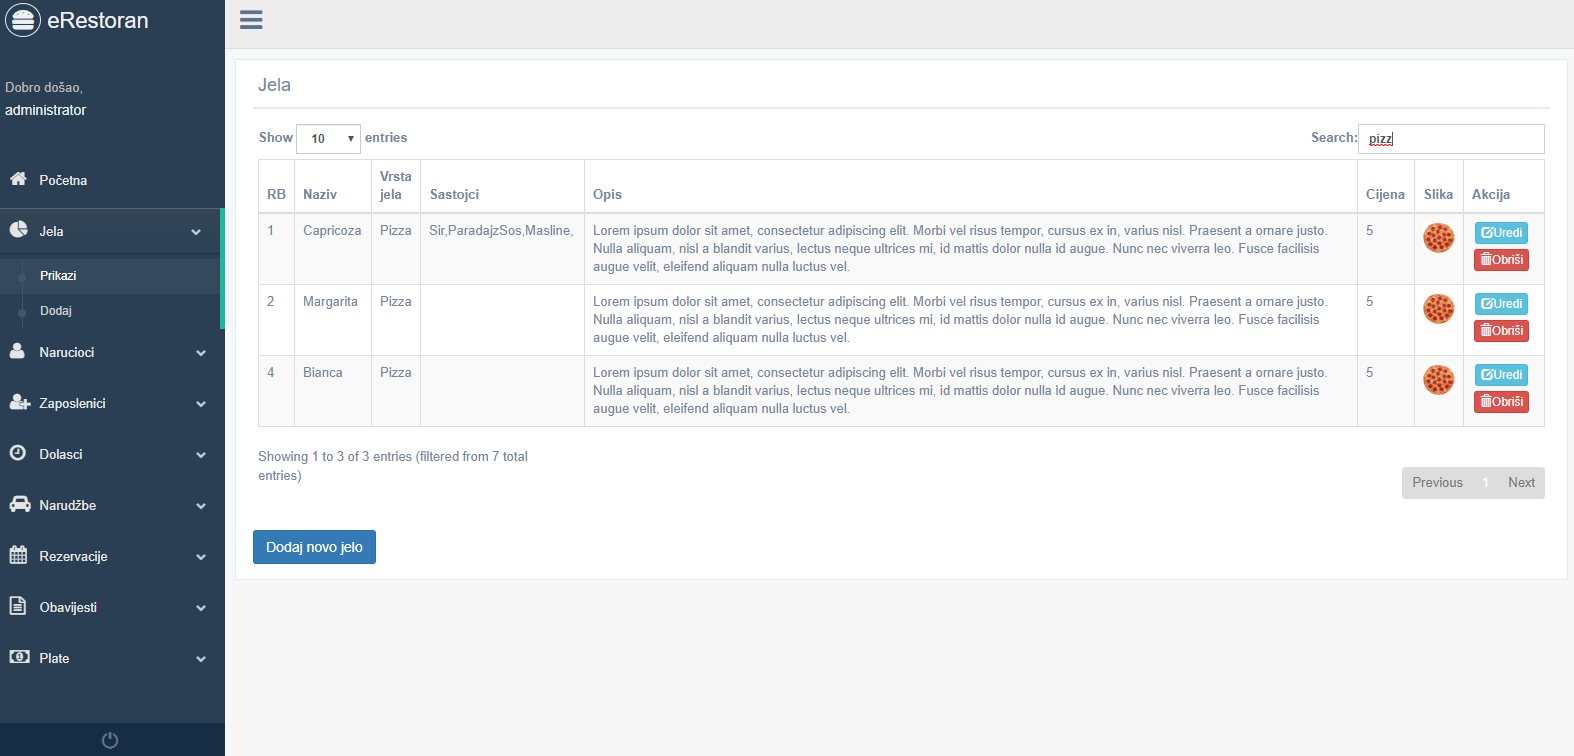 eRestoran
Dobro došao,
administrator
Početna
Jela
Prikazi
Dodaj
Narucioci
Zaposlenici
Dolasci
Narudžbe
Rezervacije
Obavijesti
Plate
Jela
Show 10 entries
Search: pizz
RB Naziv Vrsta jela Sastojci Opis Cijena Slika Akcija
1 Capricoza Pizza Sir,ParadajzSos,Masline, Lorem ipsum dolor sit amet, consectetur adipiscing elit. Morbi vel risus tempor, cursus ex in, varius nisl. Praesent a ornare justo. 5 Uredi
Nulla aliquam, nisl a blandit varius, lectus neque ultrices mi, id mattis dolor nulla id augue. Nunc nec viverra leo. Fusce facilisis
augue velit, eleifend aliquam nulla luctus vel. Obriši
2 Margarita Pizza Lorem ipsum dolor sit amet, consectetur adipiscing elit. Morbi vel risus tempor, cursus ex in, varius nisl. Praesent a ornare justo. 5 Uredi
Nulla aliquam, nisl a blandit varius, lectus neque ultrices mi, id mattis dolor nulla id augue. Nunc nec viverra leo. Fusce facilisis
augue velit, eleifend aliquam nulla luctus vel. Obriši
4 Bianca Pizza Lorem ipsum dolor sit amet, consectetur adipiscing elit. Morbi vel risus tempor, cursus ex in, varius nisl. Praesent a ornare justo. 5 Uredi
Nulla aliquam, nisl a blandit varius, lectus neque ultrices mi, id mattis dolor nulla id augue. Nunc nec viverra leo. Fusce facilisis
augue velit, eleifend aliquam nulla luctus vel. Obriši
Showing 1 to 3 of 3 entries (filtered from 7 total
entries)
Previous 1 Next
Dodaj novo jelo